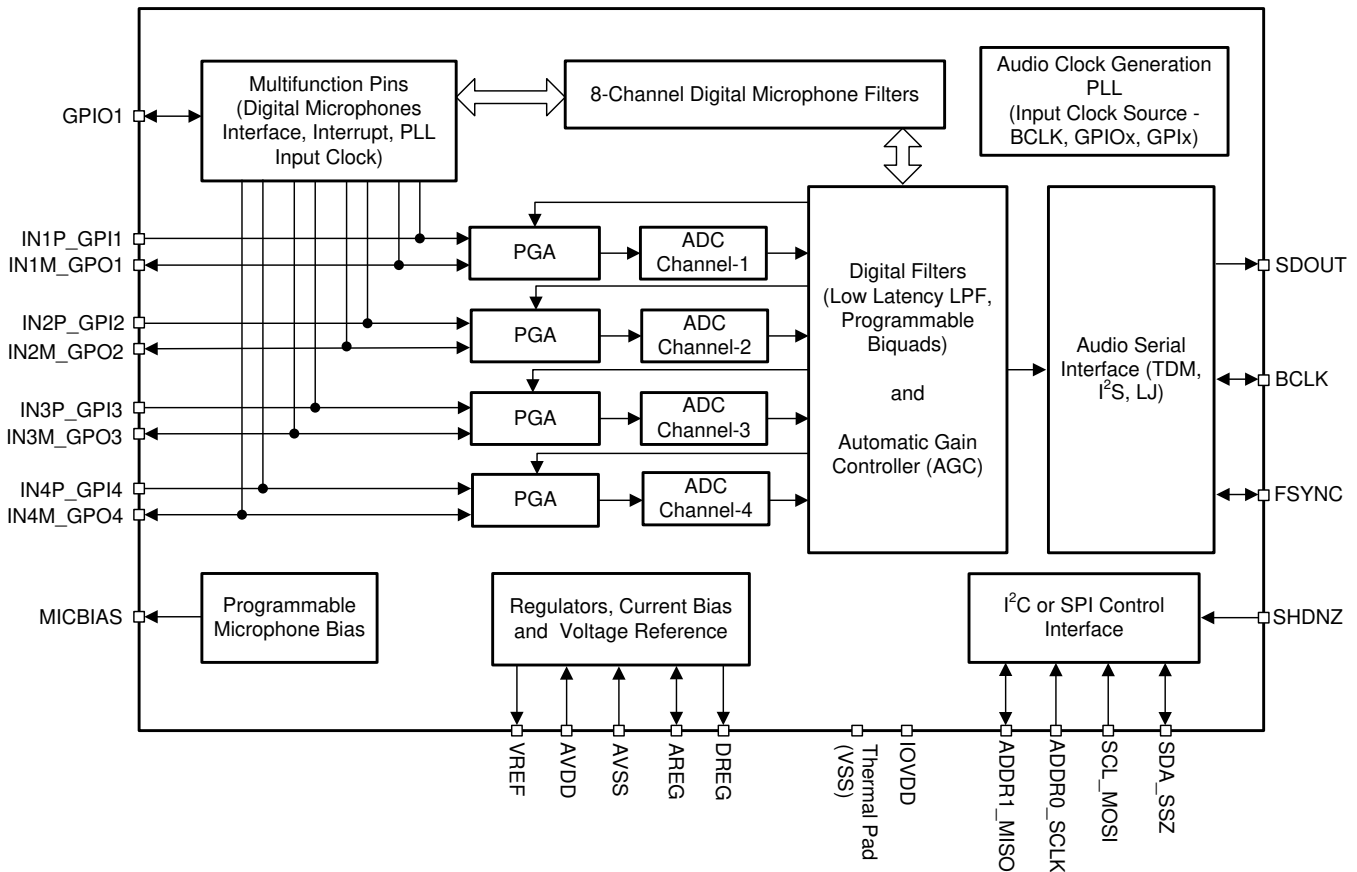 Multifunction Pins
(Digital Microphones
Interface, Interrupt, PLL
Input Clock)
8-Channel Digital Microphone Filters
Audio Clock Generation
PLL
(Input Clock Source -
BCLK, GPIOx, GPIx)
GPIO1
IN1P_GPI1
IN1M_GPO1
IN2P_GPI2
IN2M_GPO2
IN3P_GPI3
IN3M_GPO3
IN4P_GPI4
IN4M_GPO4
MICBIAS
PGA
ADC
Channel-1
PGA
ADC
Channel-2
PGA
ADC
Channel-3
PGA
ADC
Channel-4
Digital Filters
(Low Latency LPF,
Programmable
Biquads)
and
Automatic Gain
Controller (AGC)
Audio Serial
Interface (TDM,
I²S, LJ)
SDOUT
BCLK
FSYNC
SHDNZ
Programmable
Microphone Bias
Regulators, Current Bias
and Voltage Reference
I²C or SPI Control
Interface
VREF
AVDD
AVSS
AREG
DREG
Thermal Pad
(VSS)
IOVDD
ADDR1_MISO
ADDR0_SCLK
SCL_MOSI
SDA_SSZ